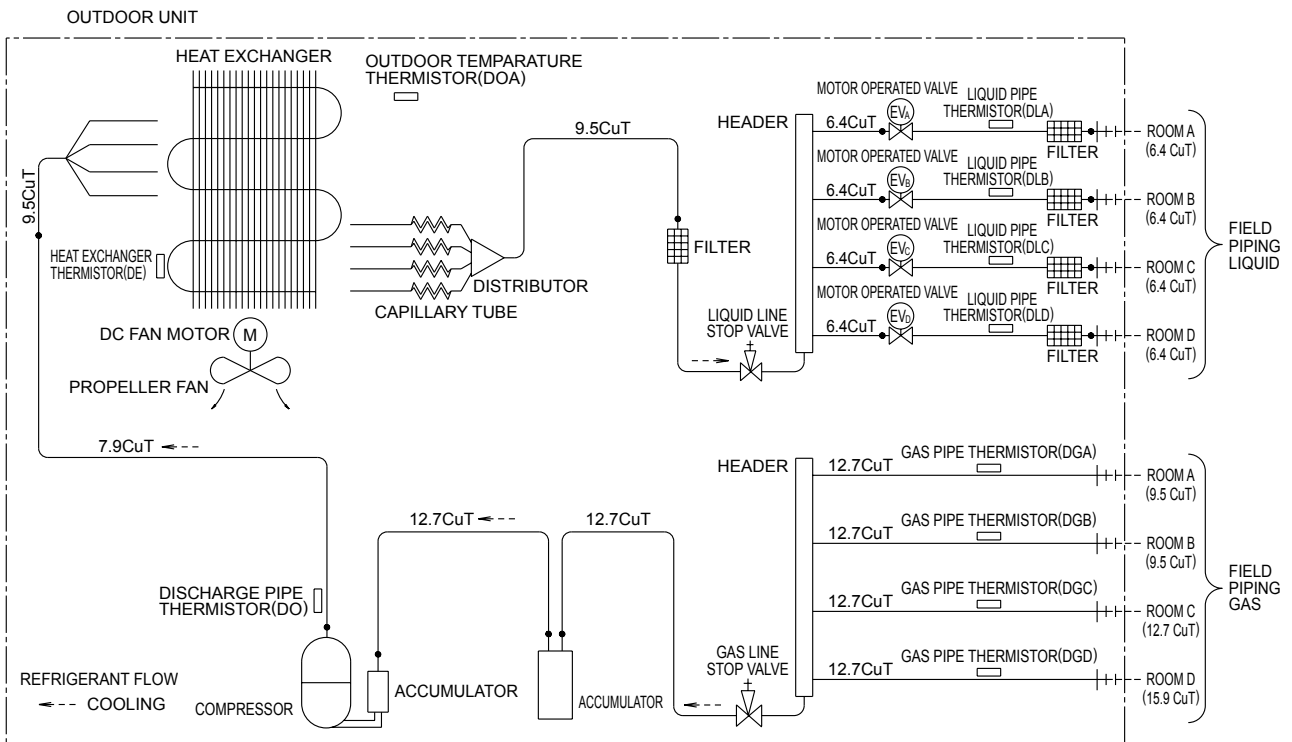 OUTDOOR UNIT
HEAT EXCHANGER
OUTDOOR TEMPARATURE
THERMISTOR(DOA)
9.5CuT
HEAT EXCHANGER
THERMISTOR(DE)
DC FAN MOTOR
M
PROPELLER FAN
CAPILLARY TUBE
DISTRIBUTOR
9.5CuT
FILTER
LIQUID LINE
STOP VALVE
HEADER
MOTOR OPERATED VALVE
LIQUID PIPE
THERMISTOR(DLA)
6.4CuT
EVA
FILTER
ROOM A
(6.4 CuT)
MOTOR OPERATED VALVE
LIQUID PIPE
THERMISTOR(DLB)
6.4CuT
EVB
FILTER
ROOM B
(6.4 CuT)
MOTOR OPERATED VALVE
LIQUID PIPE
THERMISTOR(DLC)
6.4CuT
EVC
FILTER
ROOM C
(6.4 CuT)
MOTOR OPERATED VALVE
LIQUID PIPE
THERMISTOR(DLD)
6.4CuT
EVD
FILTER
ROOM D
(6.4 CuT)
FIELD
PIPING
LIQUID
7.9CuT
DISCHARGE PIPE
THERMISTOR(DO)
COMPRESSOR
ACCUMULATOR
12.7CuT
12.7CuT
ACCUMULATOR
GAS LINE
STOP VALVE
HEADER
GAS PIPE THERMISTOR(DGA)
12.7CuT
ROOM A
(9.5 CuT)
GAS PIPE THERMISTOR(DGB)
12.7CuT
ROOM B
(9.5 CuT)
GAS PIPE THERMISTOR(DGC)
12.7CuT
ROOM C
(12.7 CuT)
GAS PIPE THERMISTOR(DGD)
12.7CuT
ROOM D
(15.9 CuT)
FIELD
PIPING
GAS
REFRIGERANT FLOW
COOLING